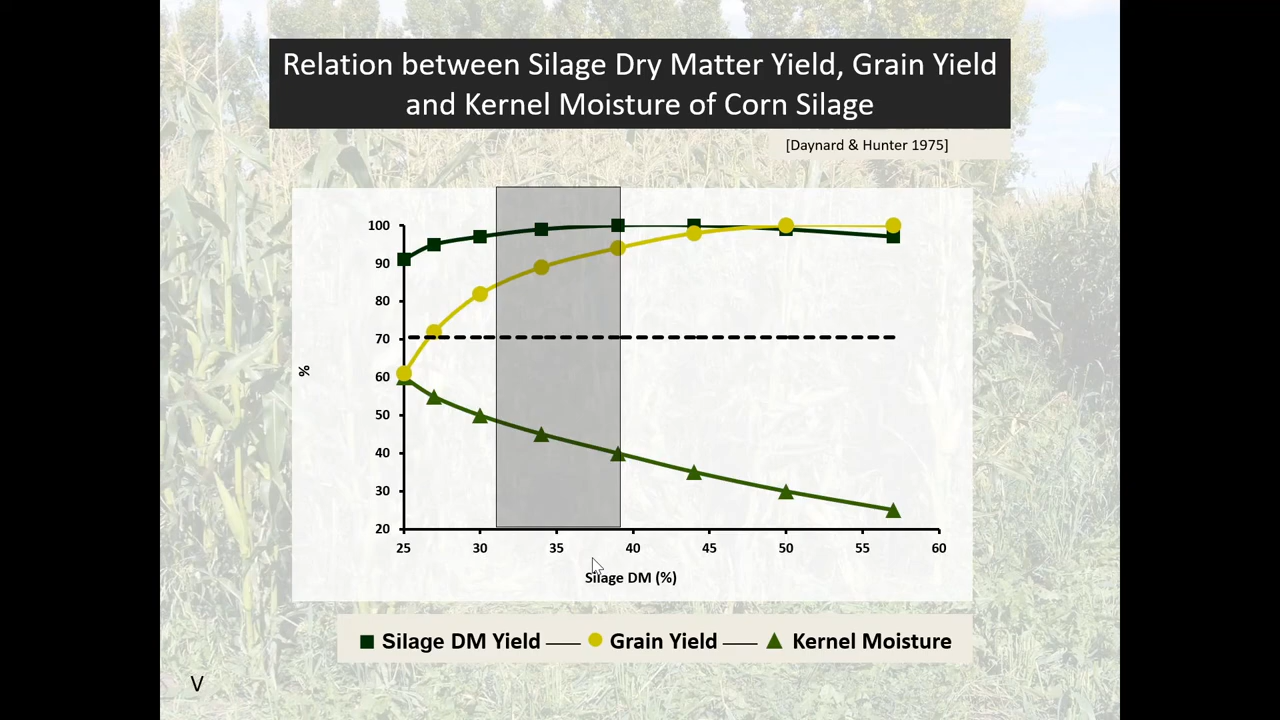 Relation between Silage Dry Matter Yield, Grain Yield
and Kernel Moisture of Corn Silage
[Daynard & Hunter 1975]
100
90
80
70
60
50
40
30
20
%
25 30 35 40 45 50 55 60
Silage DM (%)
Silage DM Yield Grain Yield Kernel Moisture
V